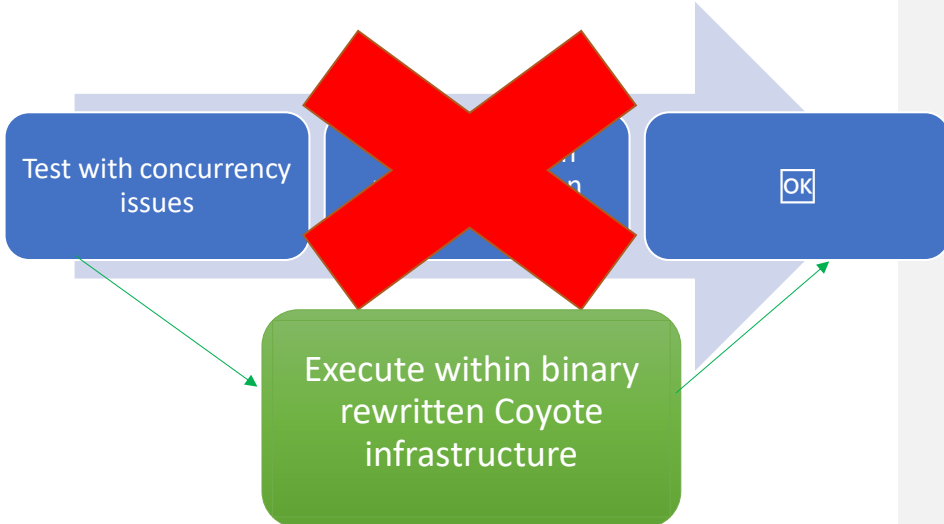 Test with concurrency
issues
OK
Execute within binary
rewritten Coyote
infrastructure